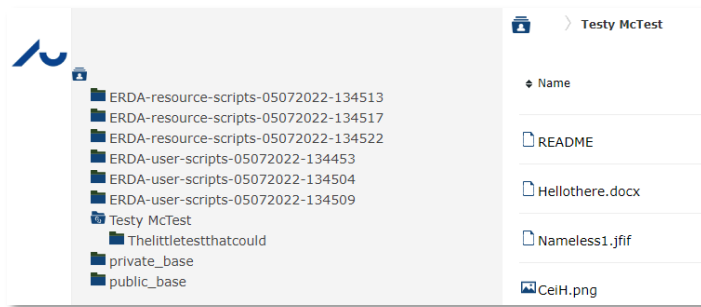 ERDA-resource-scripts-05072022-134513
ERDA-resource-scripts-05072022-134517
ERDA-resource-scripts-05072022-134522
ERDA-user-scripts-05072022-134453
ERDA-user-scripts-05072022-134504
ERDA-user-scripts-05072022-134509
Testy McTest
Thelittletestthatcould
private_base
public_base
Testy McTest
Name
README
Hellothere.docx
Nameless1.jfif
CeiH.png